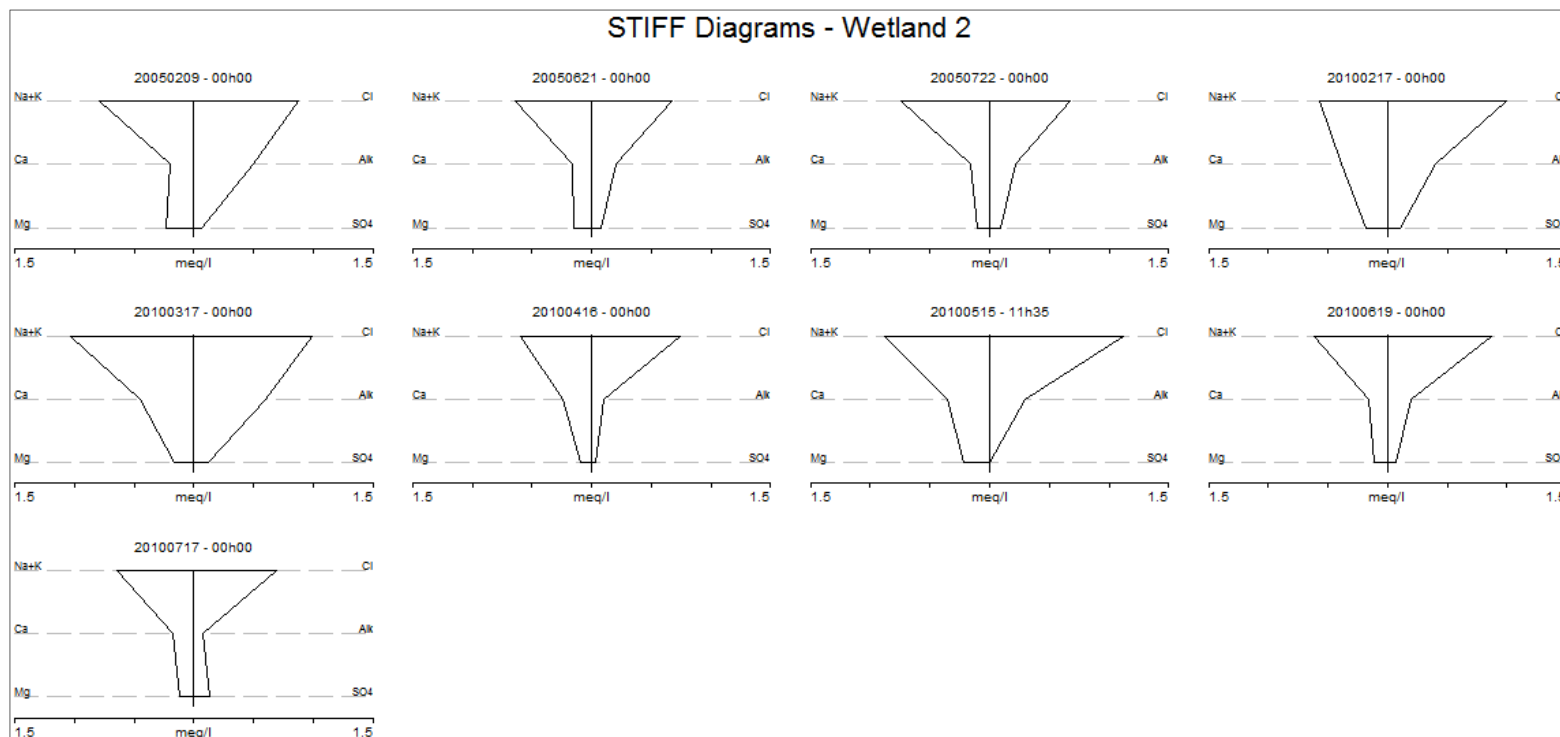 STIFF Diagrams - Wetland 2
20050209 - 00h00
Na+K Cl
Ca Alk
Mg SO4
1.5 meq/l 1.5
20050621 - 00h00
Na+K Cl
Ca Alk
Mg SO4
1.5 meq/l 1.5
20050722 - 00h00
Na+K Cl
Ca Alk
Mg SO4
1.5 meq/l 1.5
20100217 - 00h00
Na+K
Ca
Mg
1.5 meq/l 1.5
20100317 - 00h00
Na+K Cl
Ca Alk
Mg SO4
1.5 meq/l 1.5
20100416 - 00h00
Na+K Cl
Ca Alk
Mg SO4
1.5 meq/l 1.5
20100515 - 11h35
Na+K Cl
Ca Alk
Mg SO4
1.5 meq/l 1.5
20100619 - 00h00
Na+K
Ca
Mg
1.5 meq/l 1.5
20100717 - 00h00
Na+K Cl
Ca Alk
Mg SO4
1.5 meq/l 1.5